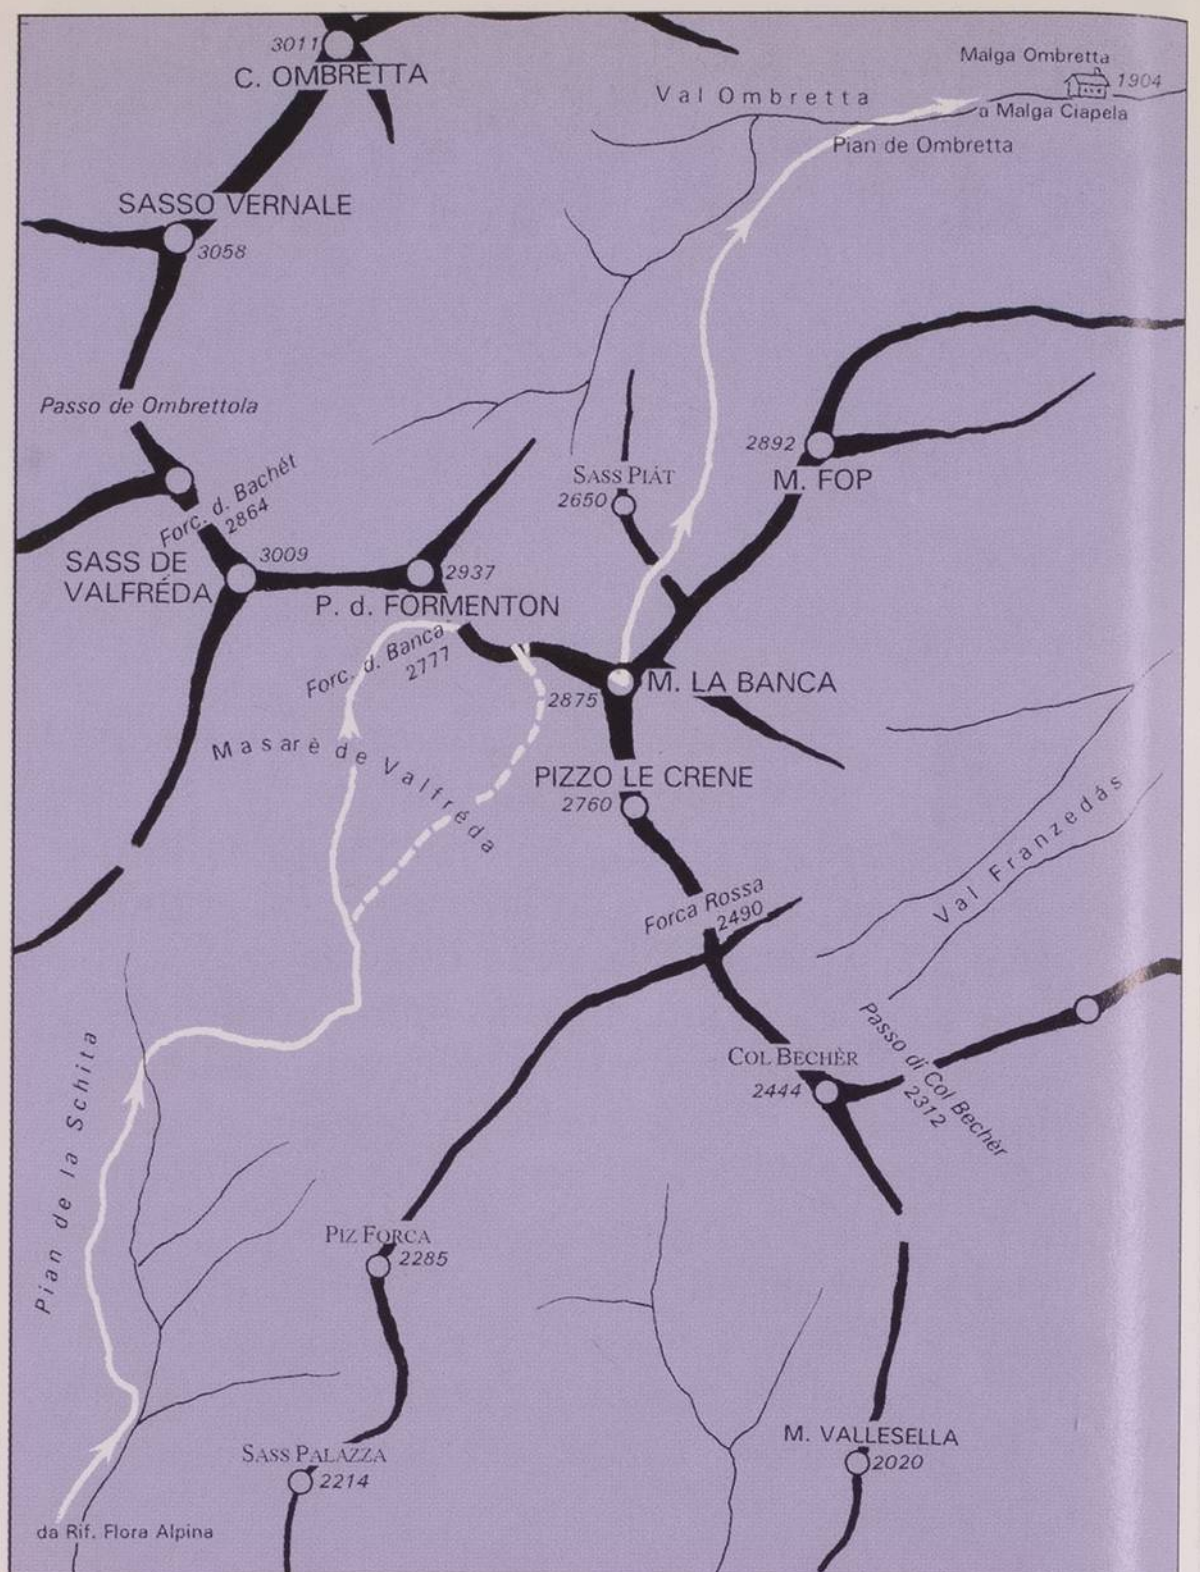 3011
C. OMBRETTA
Malga Ombretta
1904
Val Ombretta
a Malga Ciapela
Pian de Ombretta
SASSO VERNALE
3058
Passo de Ombrettola
Forc. d. Bachét
2864
2892
M. FOP
SASS PIÁT
2650
SASS DE
VALFRÉDA
3009
2937
P. d. FORMENTON
Forc. d. Banca
2777
2875
M. LA BANCA
Masarè de Valfréda
PIZZO LE CRENE
2760
Val Franzedás
Forca Rossa
2490
Passo di Col Bechèr
2312
COL BECHÈR
2444
Pian de la Schita
PIZ FORCA
2285
SASS PALAZZA
2214
M. VALLESELLA
2020
da Rif. Flora Alpina